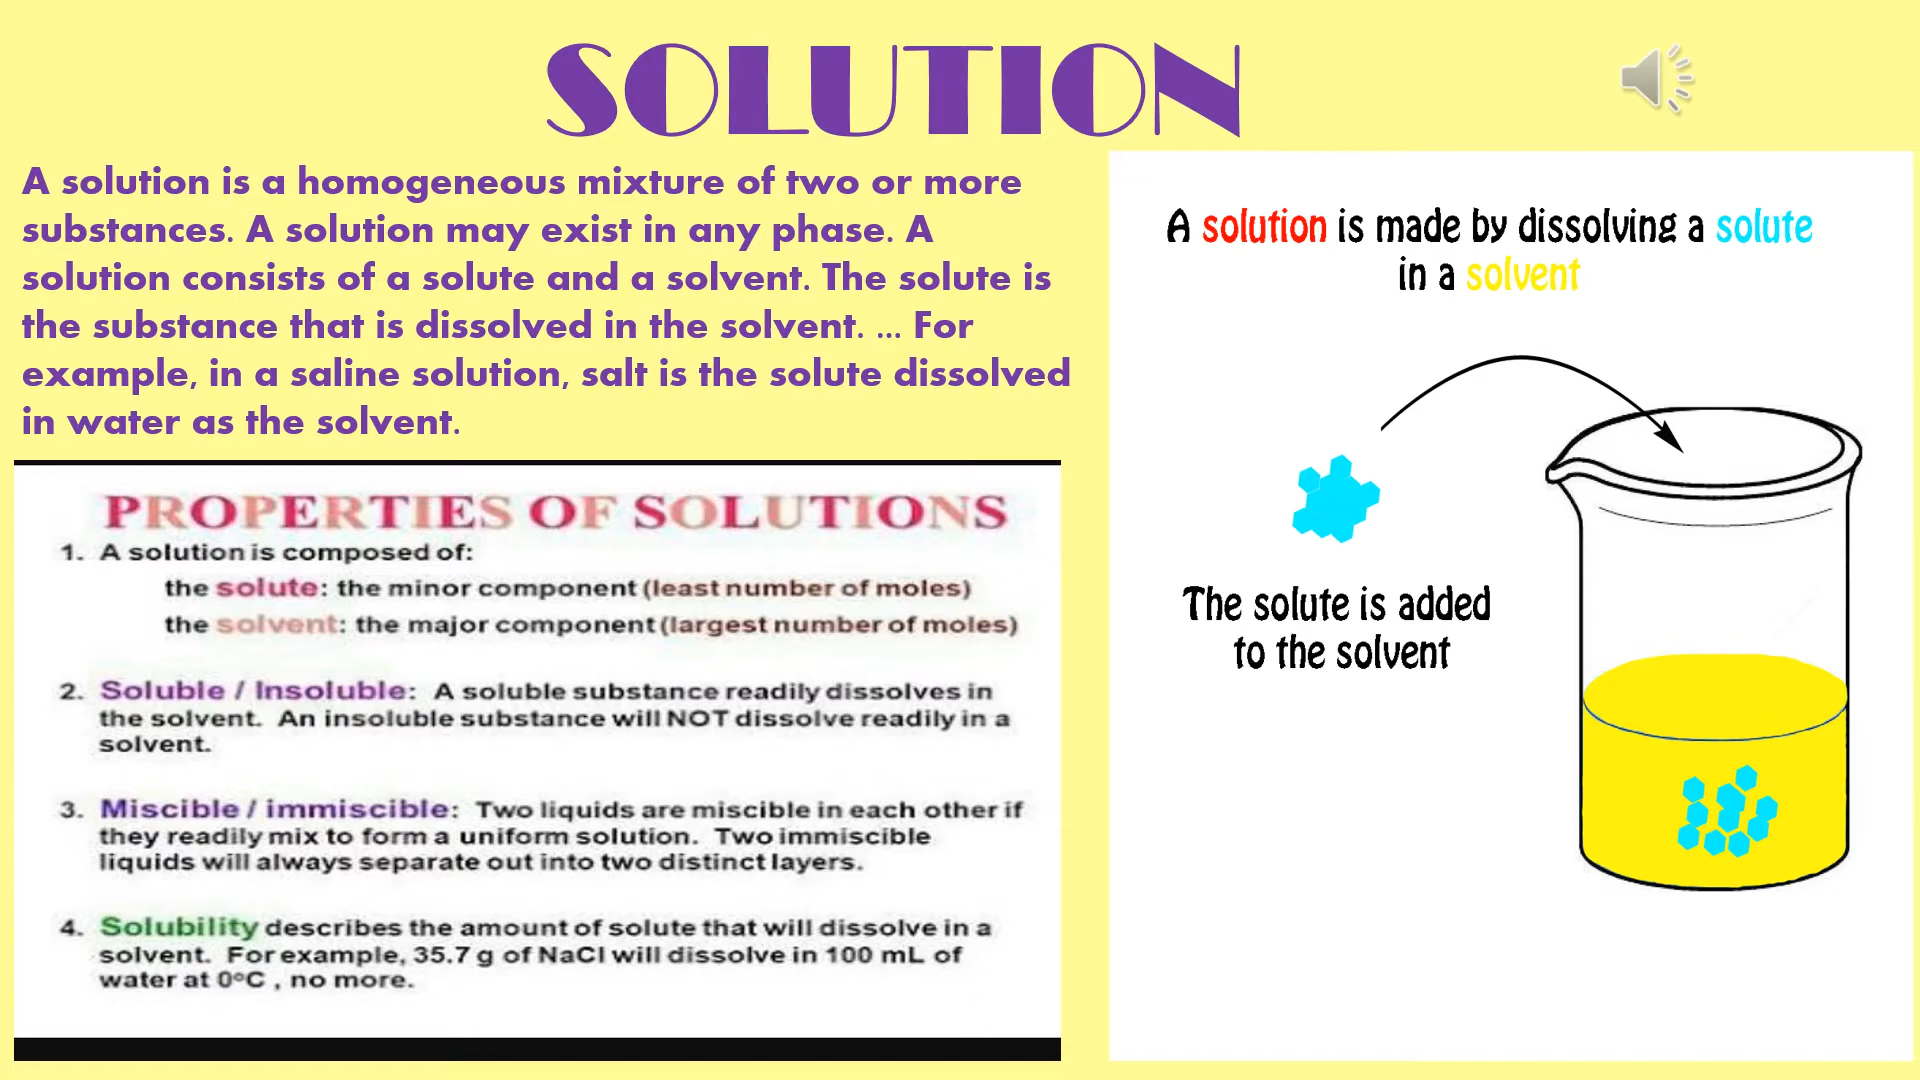 SOLUTION
A solution is a homogeneous mixture of two or more
substances. A solution may exist in any phase. A
solution consists of a solute and a solvent. The solute is
the substance that is dissolved in the solvent. ... For
example, in a saline solution, salt is the solute dissolved
in water as the solvent.
PROPERTIES OF SOLUTIONS
1. A solution is composed of:
the solute: the minor component (least number of moles)
the solvent: the major component (largest number of moles)
2. Soluble / Insoluble: A soluble substance readily dissolves in
the solvent. An insoluble substance will NOT dissolve readily in a
solvent.
3. Miscible / immiscible: Two liquids are miscible in each other if
they readily mix to form a uniform solution. Two immiscible
liquids will always separate out into two distinct layers.
4. Solubility describes the amount of solute that will dissolve in a
solvent. For example, 35.7 g of NaCl will dissolve in 100 mL of
water at 0°C , no more.
A solution is made by dissolving a solute
in a solvent
The solute is added
to the solvent